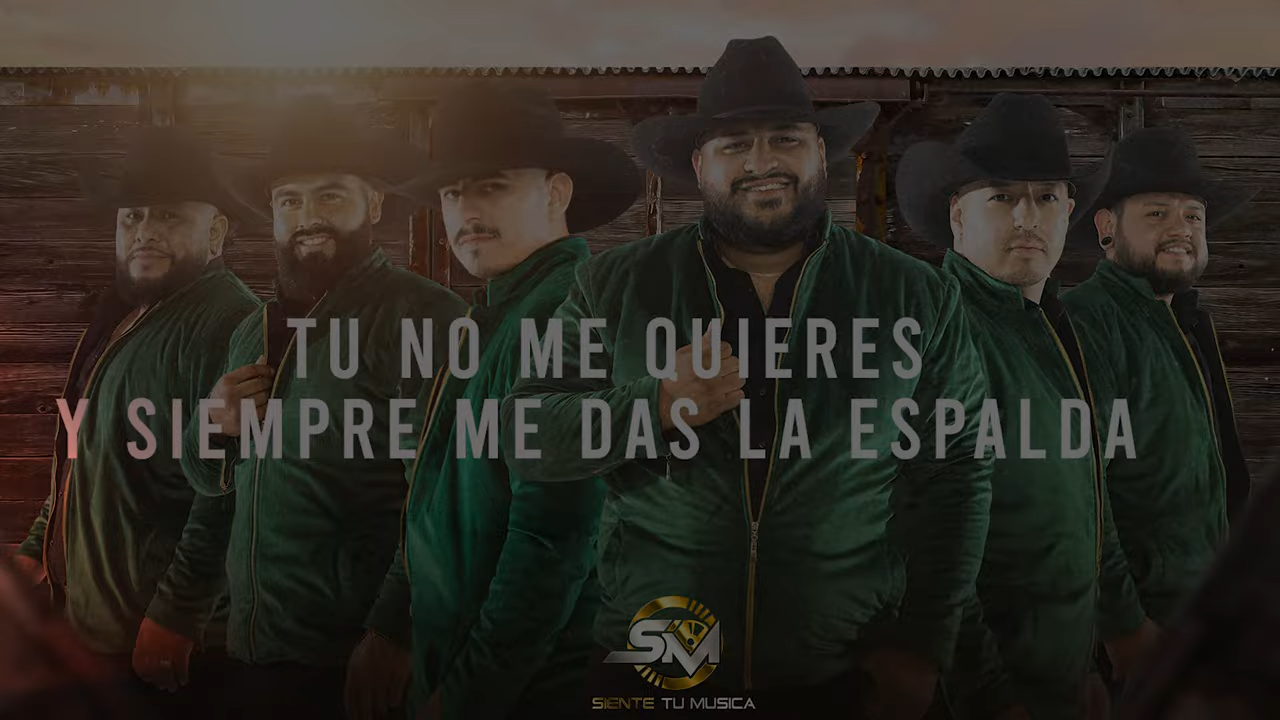 TU NO ME QUIERES
Y SIEMPRE ME DAS LA ESPALDA
SM
SIENTE TU MUSICA